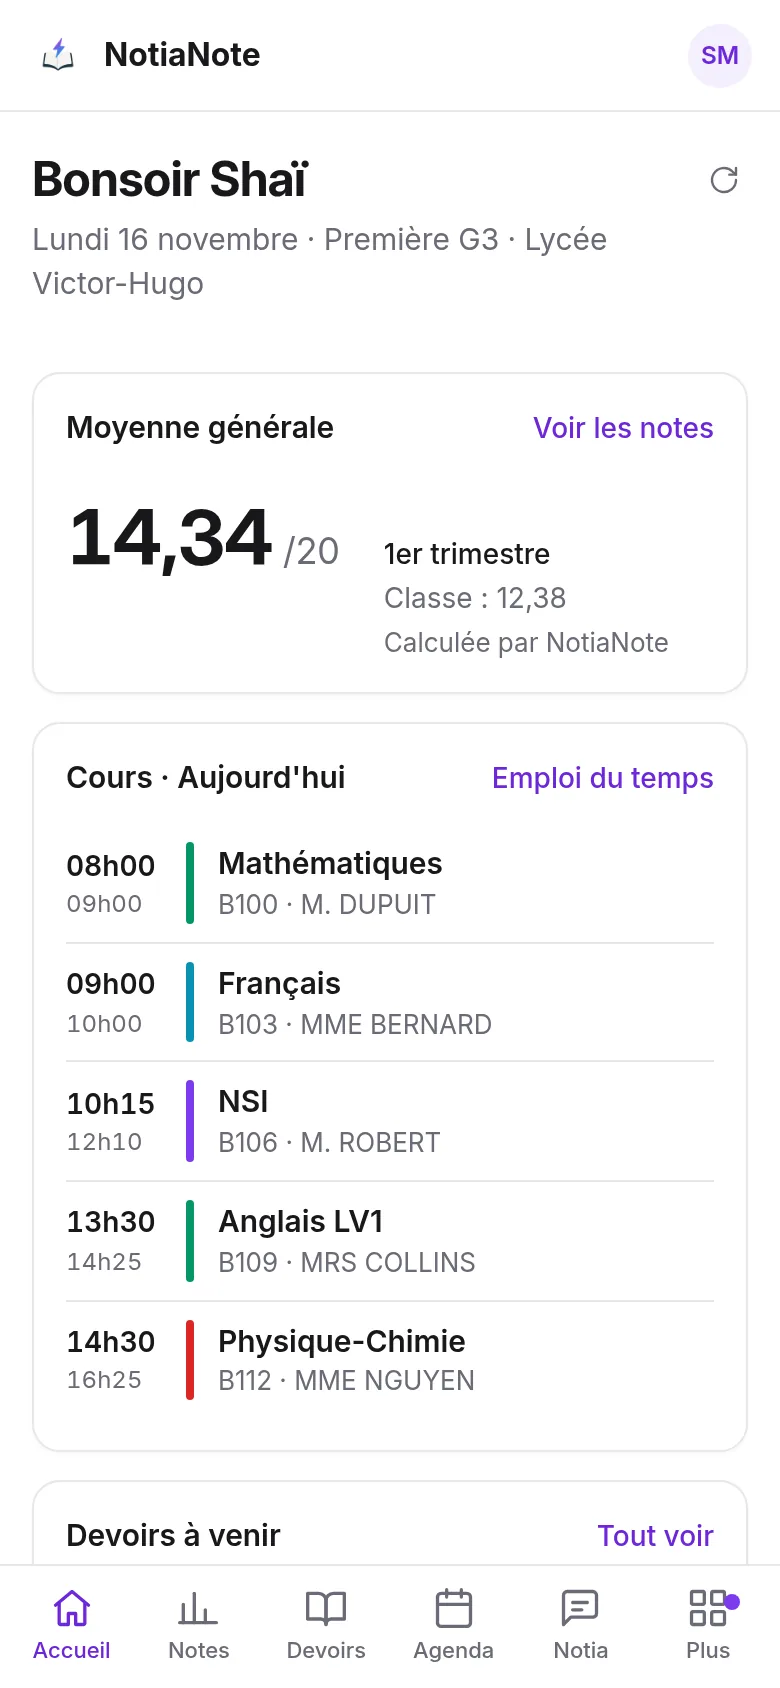 NotiaNote
SM
Bonsoir Shaï
Lundi 16 novembre · Première G3 · Lycée
Victor-Hugo
Moyenne générale
Voir les notes
14,34 /20
1er trimestre
Classe : 12,38
Calculée par NotiaNote
Cours · Aujourd'hui
Emploi du temps
08h00
Mathématiques
09h00
B100 · M. DUPUIT
09h00
Français
10h00
B103 · MME BERNARD
10h15
NSI
12h10
B106 · M. ROBERT
13h30
Anglais LV1
14h25
B109 · MRS COLLINS
14h30
Physique-Chimie
16h25
B112 · MME NGUYEN
Devoirs à venir
Tout voir
Accueil
Notes
Devoirs
Agenda
Notia
Plus